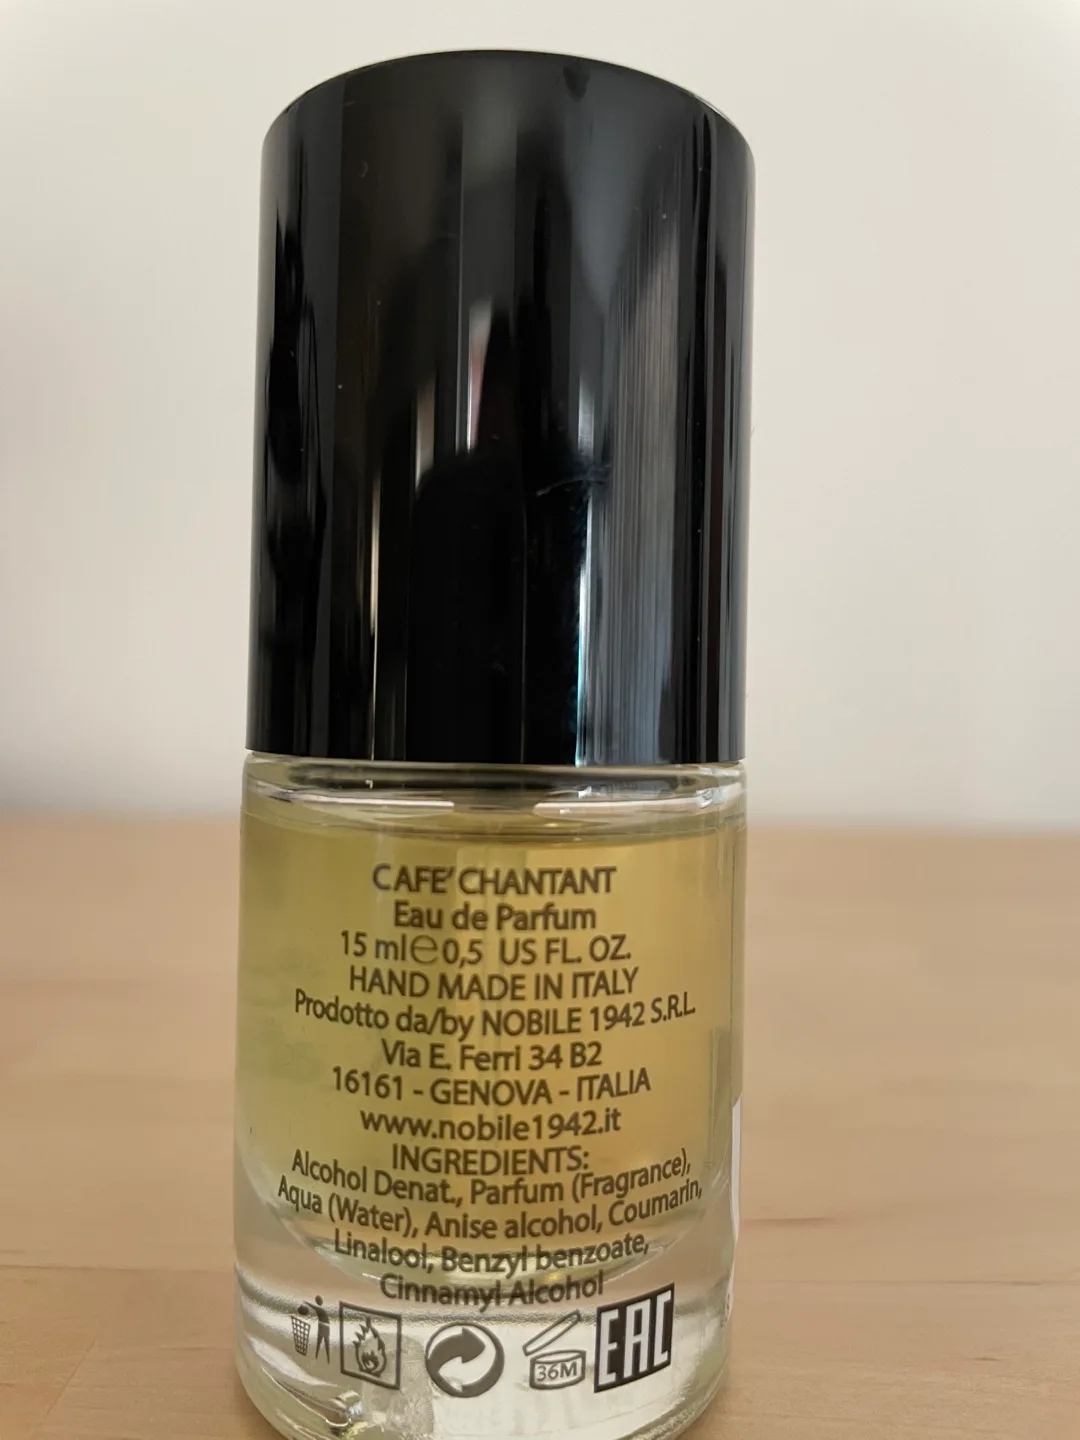 CAFE' CHANTANT
Eau de Parfum
15 ml℮0,5 US FL. OZ.
HAND MADE IN ITALY
Prodotto da/by NOBILE 1942 S.R.L.
Via E. Ferri 34 B2
16161 - GENOVA - ITALIA
www.nobile1942.it
INGREDIENTS:
Alcohol Denat., Parfum (Fragrance),
Aqua (Water), Anise alcohol, Coumarin,
Linalool, Benzyl benzoate,
Cinnamyl Alcohol
36M EAC